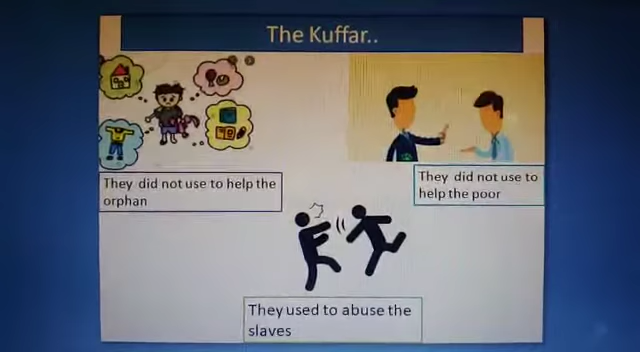 The Kuffar..
They did not use to help the
orphan
They did not use to
help the poor
They used to abuse the
slaves